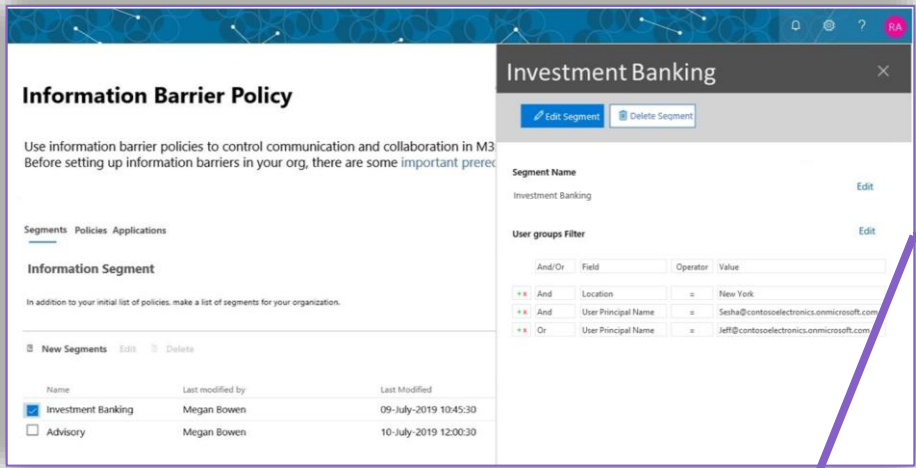 RA
Information Barrier Policy
Use information barrier policies to control communication and collaboration in M3
Before setting up information barriers in your org, there are some important prerec
Segments Policies Applications
Information Segment
In addition to your initial list of policies, make a list of segments for your organization.
New Segments Edit Delete
Name Last modified by Last Modified
Investment Banking Megan Bowen 09-July-2019 10:45:30
Advisory Megan Bowen 10-July-2019 12:00:30
Investment Banking
Edit Segment Delete Segment
Segment Name
Edit
Investment Banking
User groups Filter Edit
And/Or Field Operator Value
And Location = New York
And User Principal Name = Sesha@contosoelectronics.onmicrosoft.com
Or User Principal Name = Jeff@contosoelectronics.onmicrosoft.com